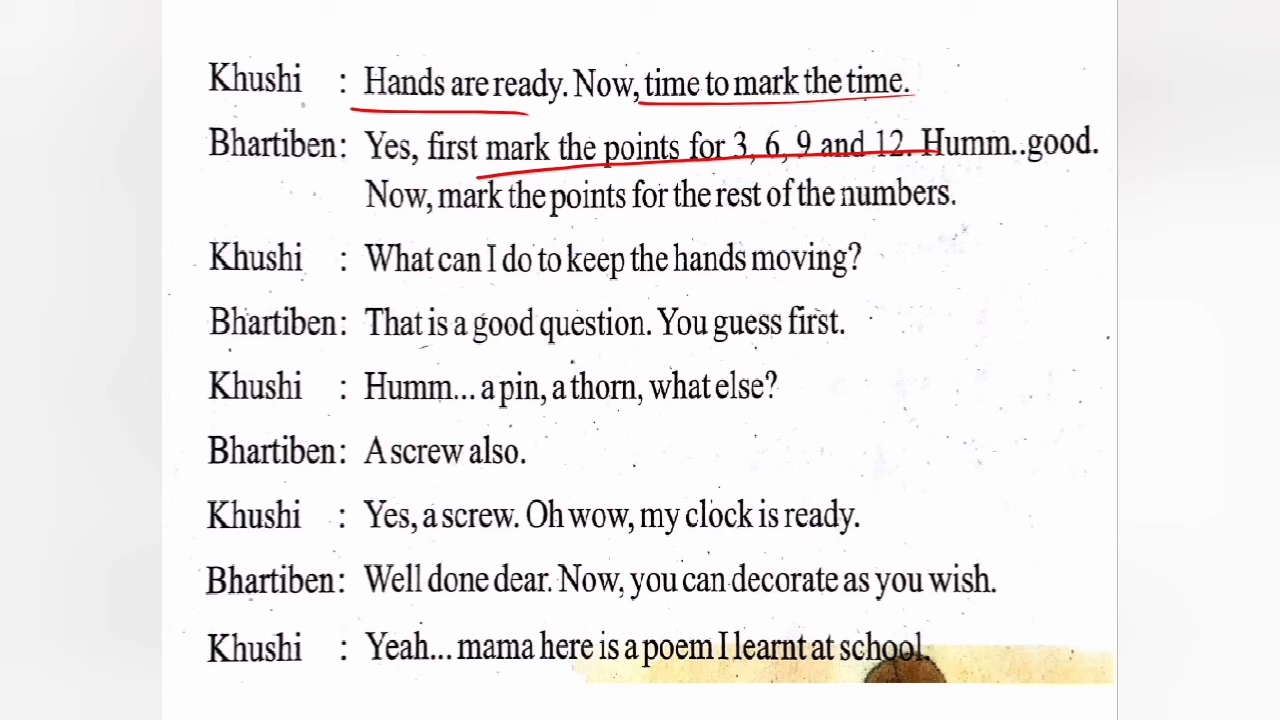 Khushi : Hands are ready. Now, time to mark the time.
Bhartiben: Yes, first mark the points for 3, 6, 9 and 12. Humm..good.
Now, mark the points for the rest of the numbers.
Khushi : What can I do to keep the hands moving?
Bhartiben: That is a good question. You guess first.
Khushi : Humm... a pin, a thorn, what else?
Bhartiben: A screw also.
Khushi : Yes, a screw. Oh wow, my clock is ready.
Bhartiben: Well done dear. Now, you can decorate as you wish.
Khushi : Yeah... mama here is a poem I learnt at school.